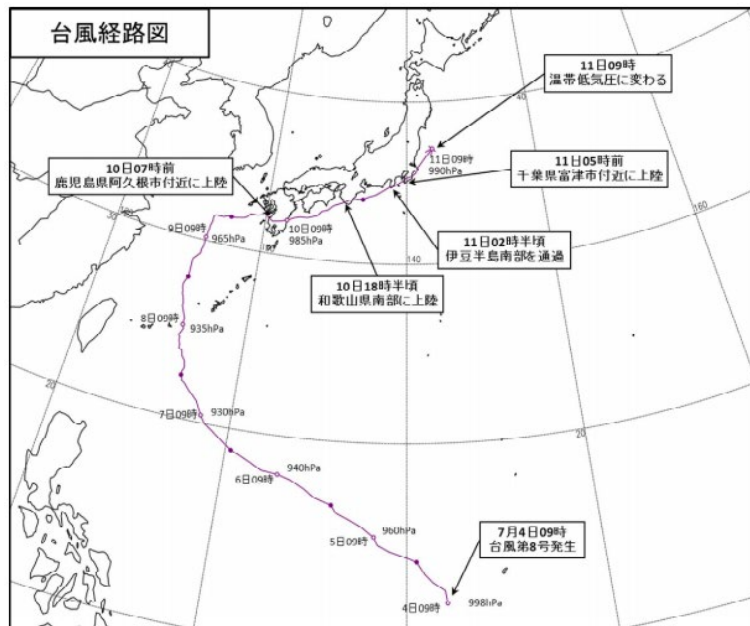 台風経路図
11日09時
温帯低気圧に変わる
40
10日07時前
鹿児島県阿久根市付近に上陸
11日09時
990hPa
11日05時前
千葉県富津市付近に上陸
160
30
9日09時
965hPa
10日09時
985hPa
130
140
11日02時半頃
伊豆半島南部を通過
10日18時半頃
和歌山県南部に上陸
8日09時
935hPa
20
7日09時
930hPa
20
6日09時
940hPa
5日09時
960hPa
7月4日09時
台風第8号発生
4日09時
998hPa